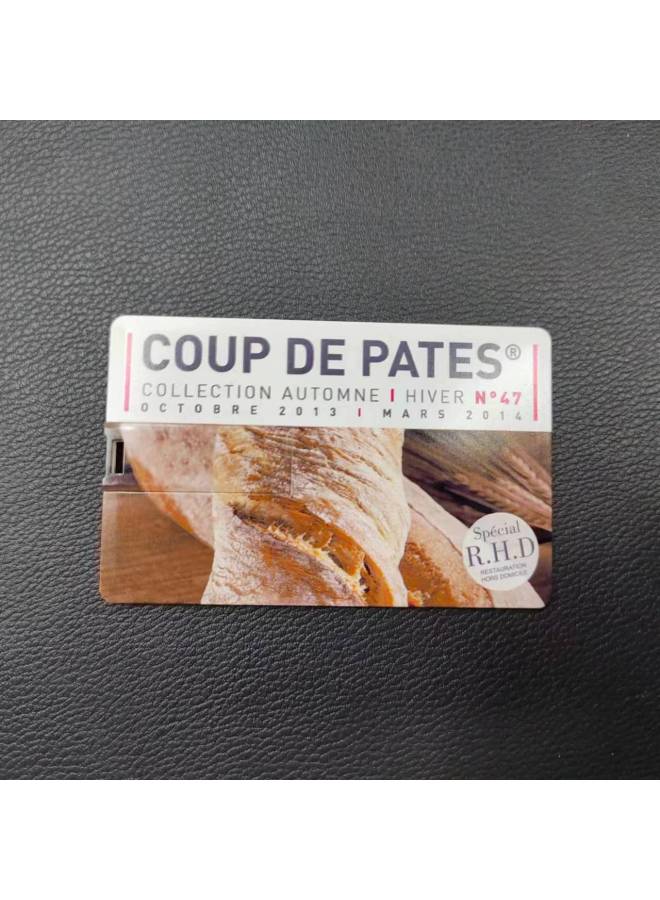 COUP DE PATES®
COLLECTION AUTOMNE | HIVER N°47
OCTOBRE 2013 | MARS 2014
Spécial
R.H.D
RESTAURATION
HORS DOMICILE